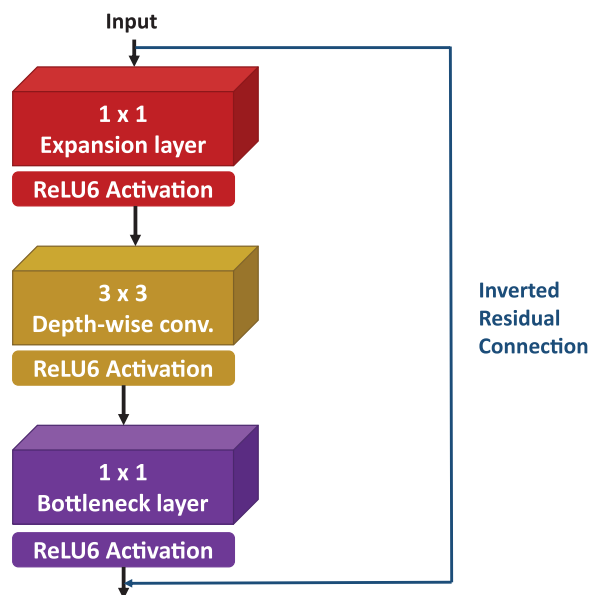 Input
1 x 1
Expansion layer
ReLU6 Activation
3 x 3
Depth-wise conv.
ReLU6 Activation
Inverted
Residual
Connection
1 x 1
Bottleneck layer
ReLU6 Activation